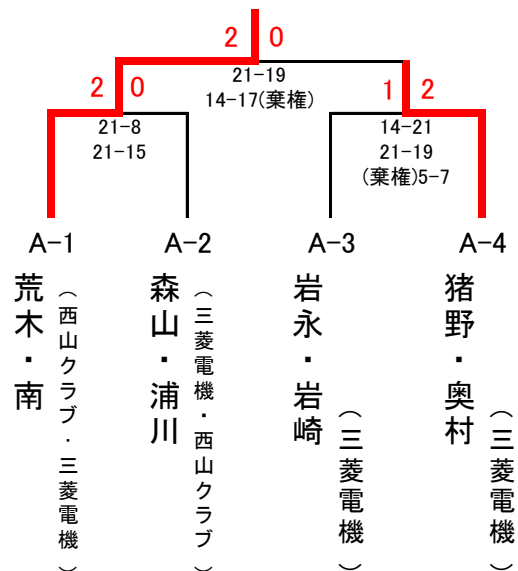 2 0
21-19
14-17(棄権)
2 0
21-8
21-15
1 2
14-21
21-19
(棄権)5-7
A-1
A-2
A-3
A-4
荒木・南
(西山クラブ・三菱電機)
森山・浦川
(三菱電機・西山クラブ)
岩永・岩崎
(三菱電機)
猪野・奥村
(三菱電機)